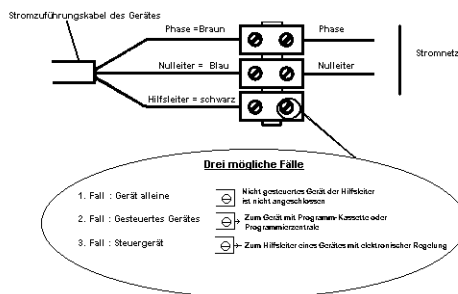 Stromzuführungskabel des Gerätes
Phase =Braun
Phase
Nulleiter = Blau
Nulleiter
Stromnetz
Hilfsleiter = schwarz
Drei mögliche Fälle
1. Fall : Gerät alleine
Nicht gesteuertes Gerät der Hilfsleiter
ist nicht angeschlossen
2. Fall : Gesteuertes Gerätes
Zum Gerät mit Programm-Kassette oder
Programmierzentrale
3. Fall : Steuergerät
Zum Hilfsleiter eines Gerätes mit elektronischer Regelung